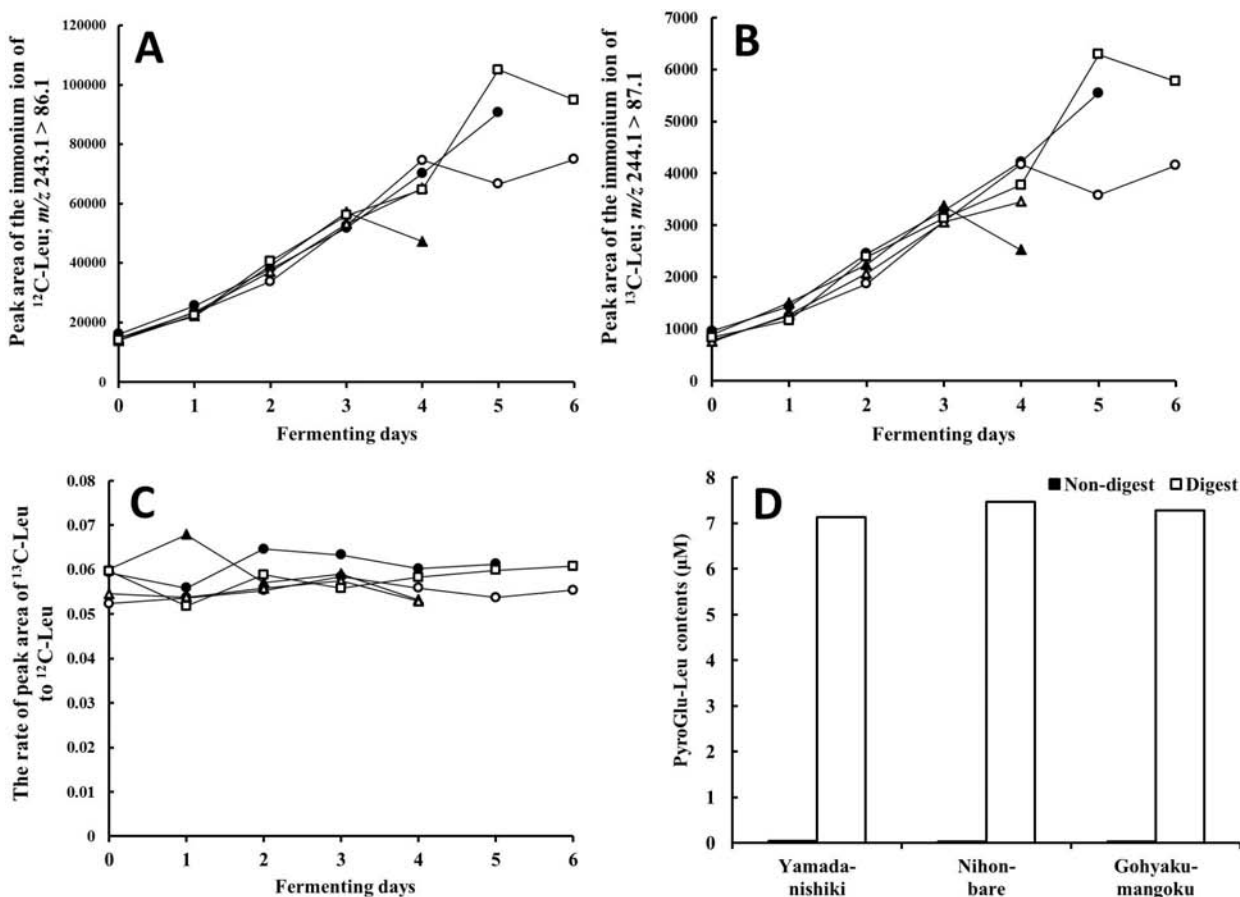 A
Peak area of the immonium ion of
¹²C-Leu; m/z 243.1 > 86.1
120000
100000
80000
60000
40000
20000
0
0 1 2 3 4 5 6
Fermenting days
B
Peak area of the immonium ion of
¹³C-Leu; m/z 244.1 > 87.1
7000
6000
5000
4000
3000
2000
1000
0
0 1 2 3 4 5 6
Fermenting days
C
The rate of peak area of ¹³C-Leu
to ¹²C-Leu
0.08
0.07
0.06
0.05
0.04
0.03
0.02
0.01
0
0 1 2 3 4 5 6
Fermenting days
D
■Non-digest □Digest
PyroGlu-Leu contents (μM)
8
7
6
5
4
3
2
1
0
Yamada-
nishiki
Nihon-
bare
Gohyaku-
mangoku